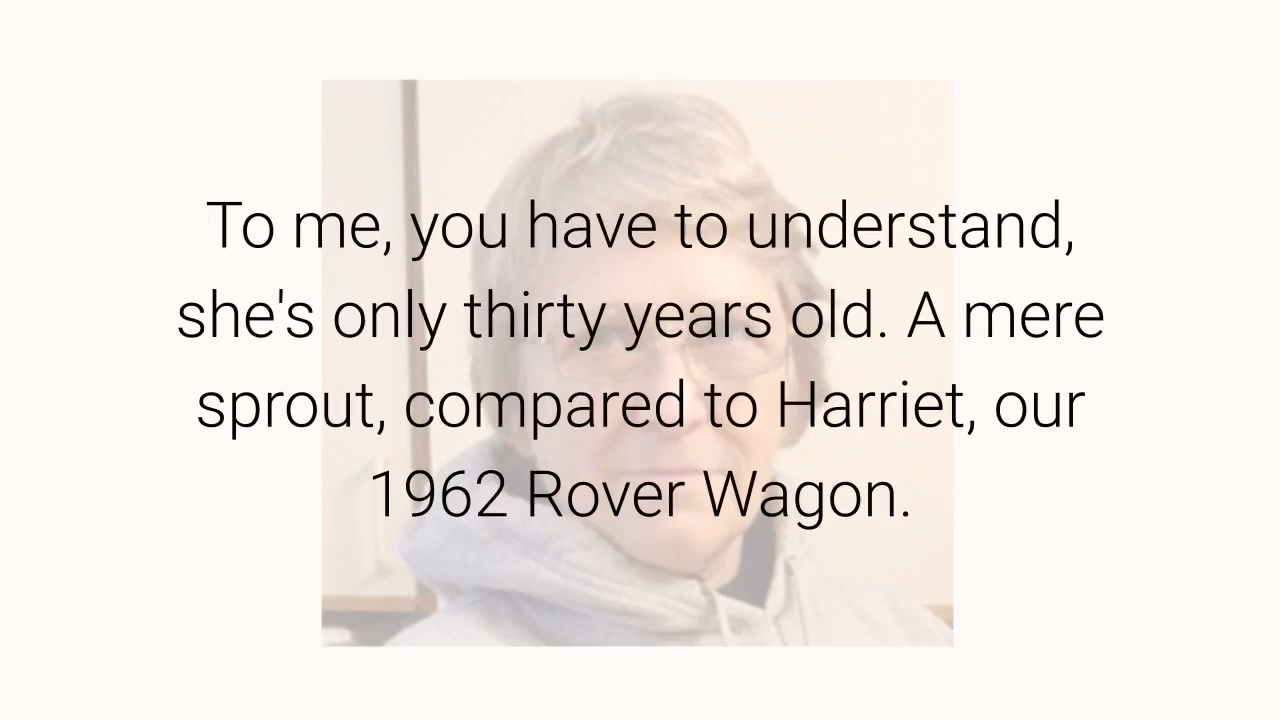 To me, you have to understand,
she's only thirty years old. A mere
sprout, compared to Harriet, our
1962 Rover Wagon.